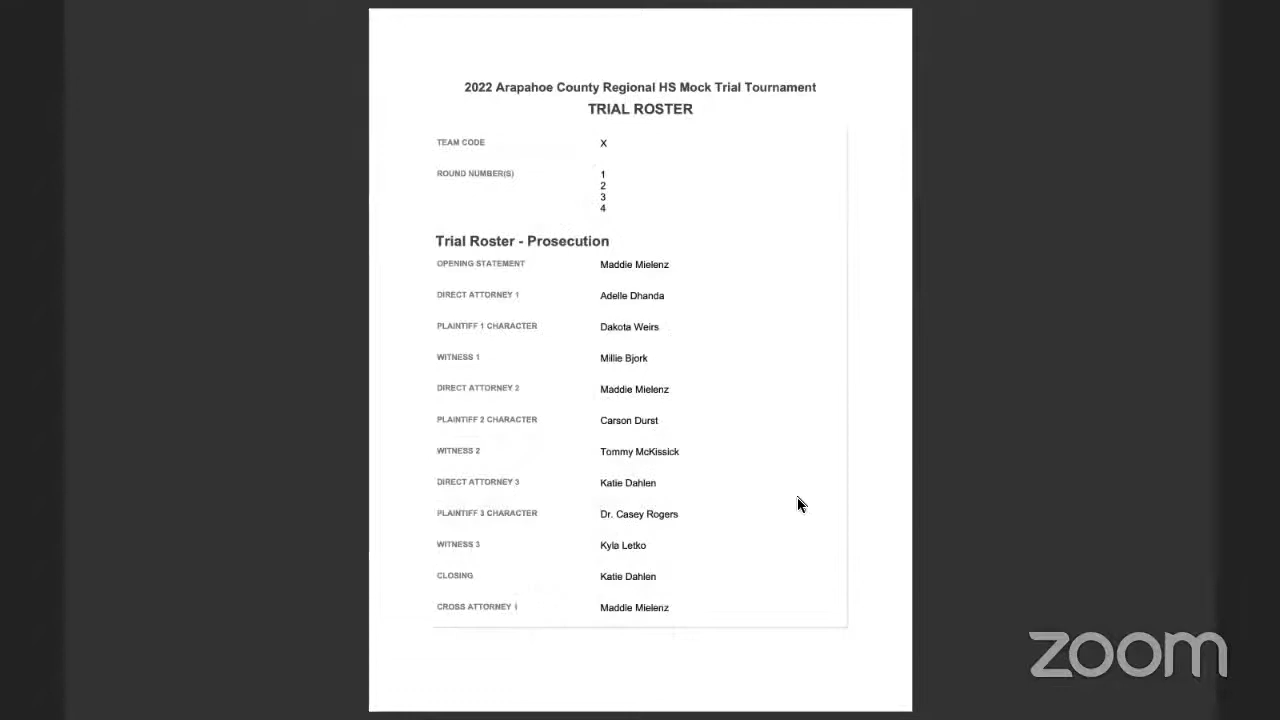 2022 Arapahoe County Regional HS Mock Trial Tournament
TRIAL ROSTER
TEAM CODE X
ROUND NUMBER(S) 1
2
3
4
Trial Roster - Prosecution
OPENING STATEMENT Maddie Mielenz
DIRECT ATTORNEY 1 Adelle Dhanda
PLAINTIFF 1 CHARACTER Dakota Weirs
WITNESS 1 Millie Bjork
DIRECT ATTORNEY 2 Maddie Mielenz
PLAINTIFF 2 CHARACTER Carson Durst
WITNESS 2 Tommy McKissick
DIRECT ATTORNEY 3 Katie Dahlen
PLAINTIFF 3 CHARACTER Dr. Casey Rogers
WITNESS 3 Kyla Letko
CLOSING Katie Dahlen
CROSS ATTORNEY 1 Maddie Mielenz
zoom